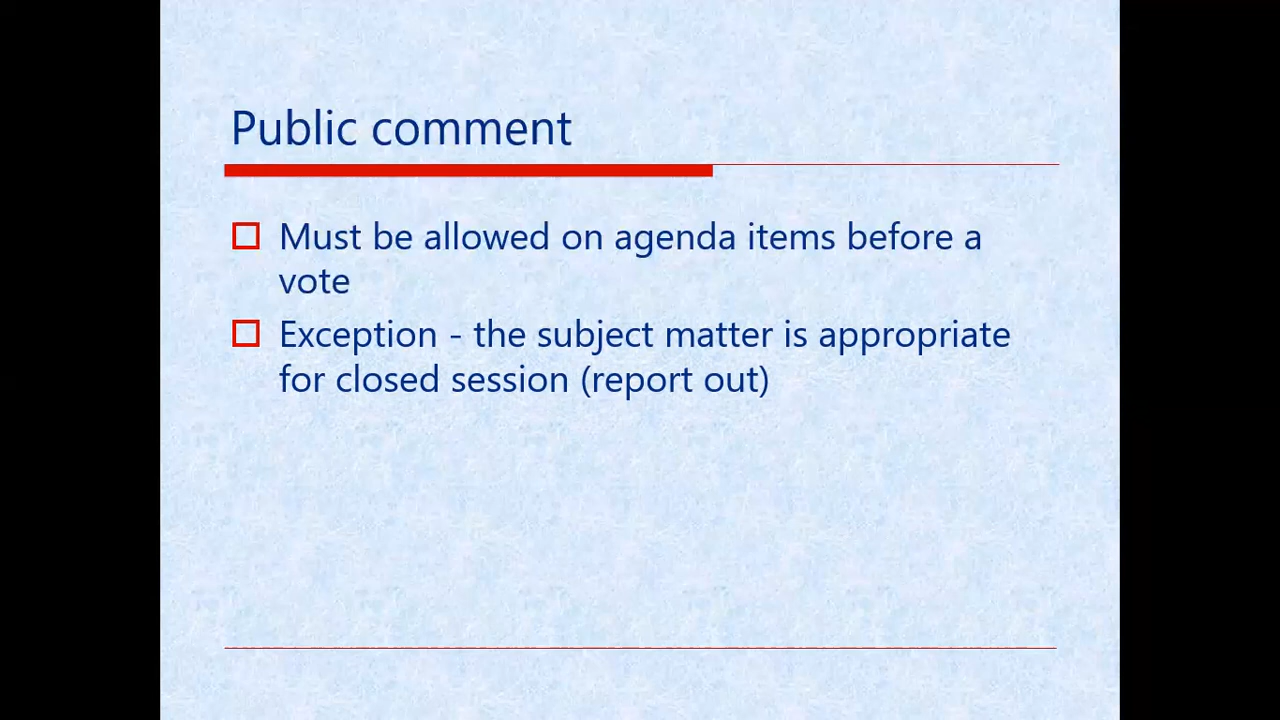 Public comment
Must be allowed on agenda items before a
vote
Exception - the subject matter is appropriate
for closed session (report out)